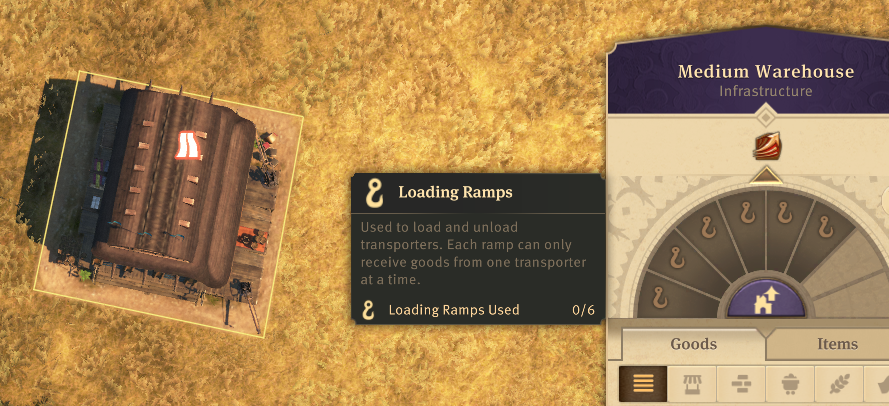 Medium Warehouse
Infrastructure
Loading Ramps
Used to load and unload
transporters. Each ramp can only
receive goods from one transporter
at a time.
Loading Ramps Used 0/6
Goods Items